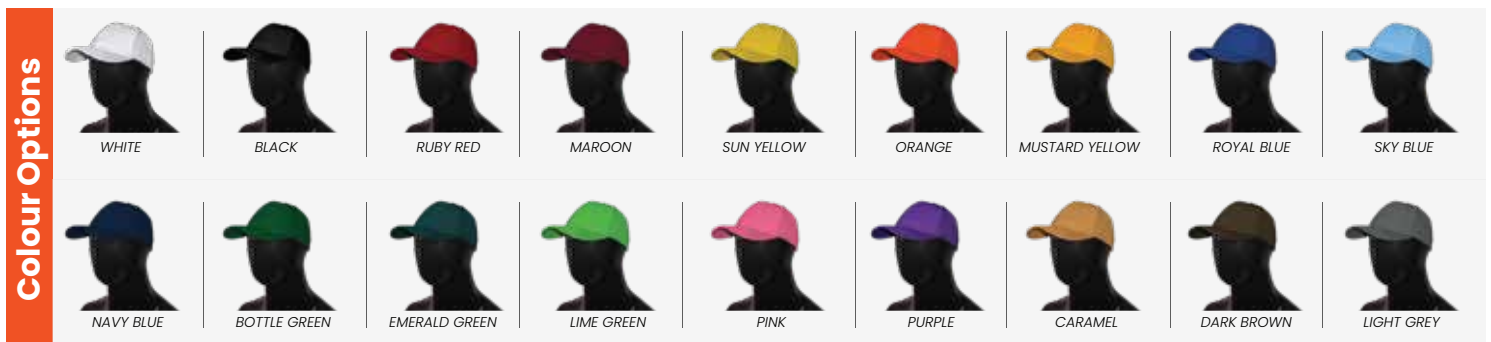 Colour Options
WHITE
BLACK
RUBY RED
MAROON
SUN YELLOW
ORANGE
MUSTARD YELLOW
ROYAL BLUE
SKY BLUE
NAVY BLUE
BOTTLE GREEN
EMERALD GREEN
LIME GREEN
PINK
PURPLE
CARAMEL
DARK BROWN
LIGHT GREY